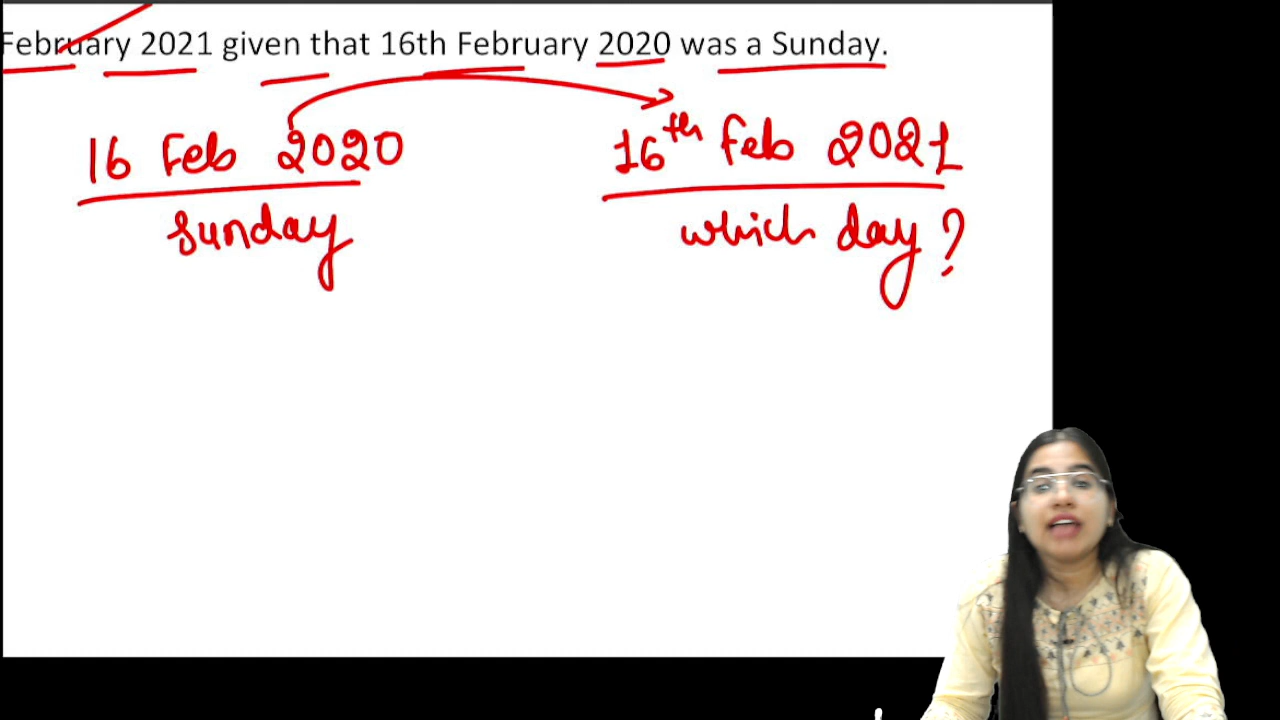 February 2021 given that 16th February 2020 was a Sunday.
16 Feb 2020
16th Feb 2021
Sunday
which day?